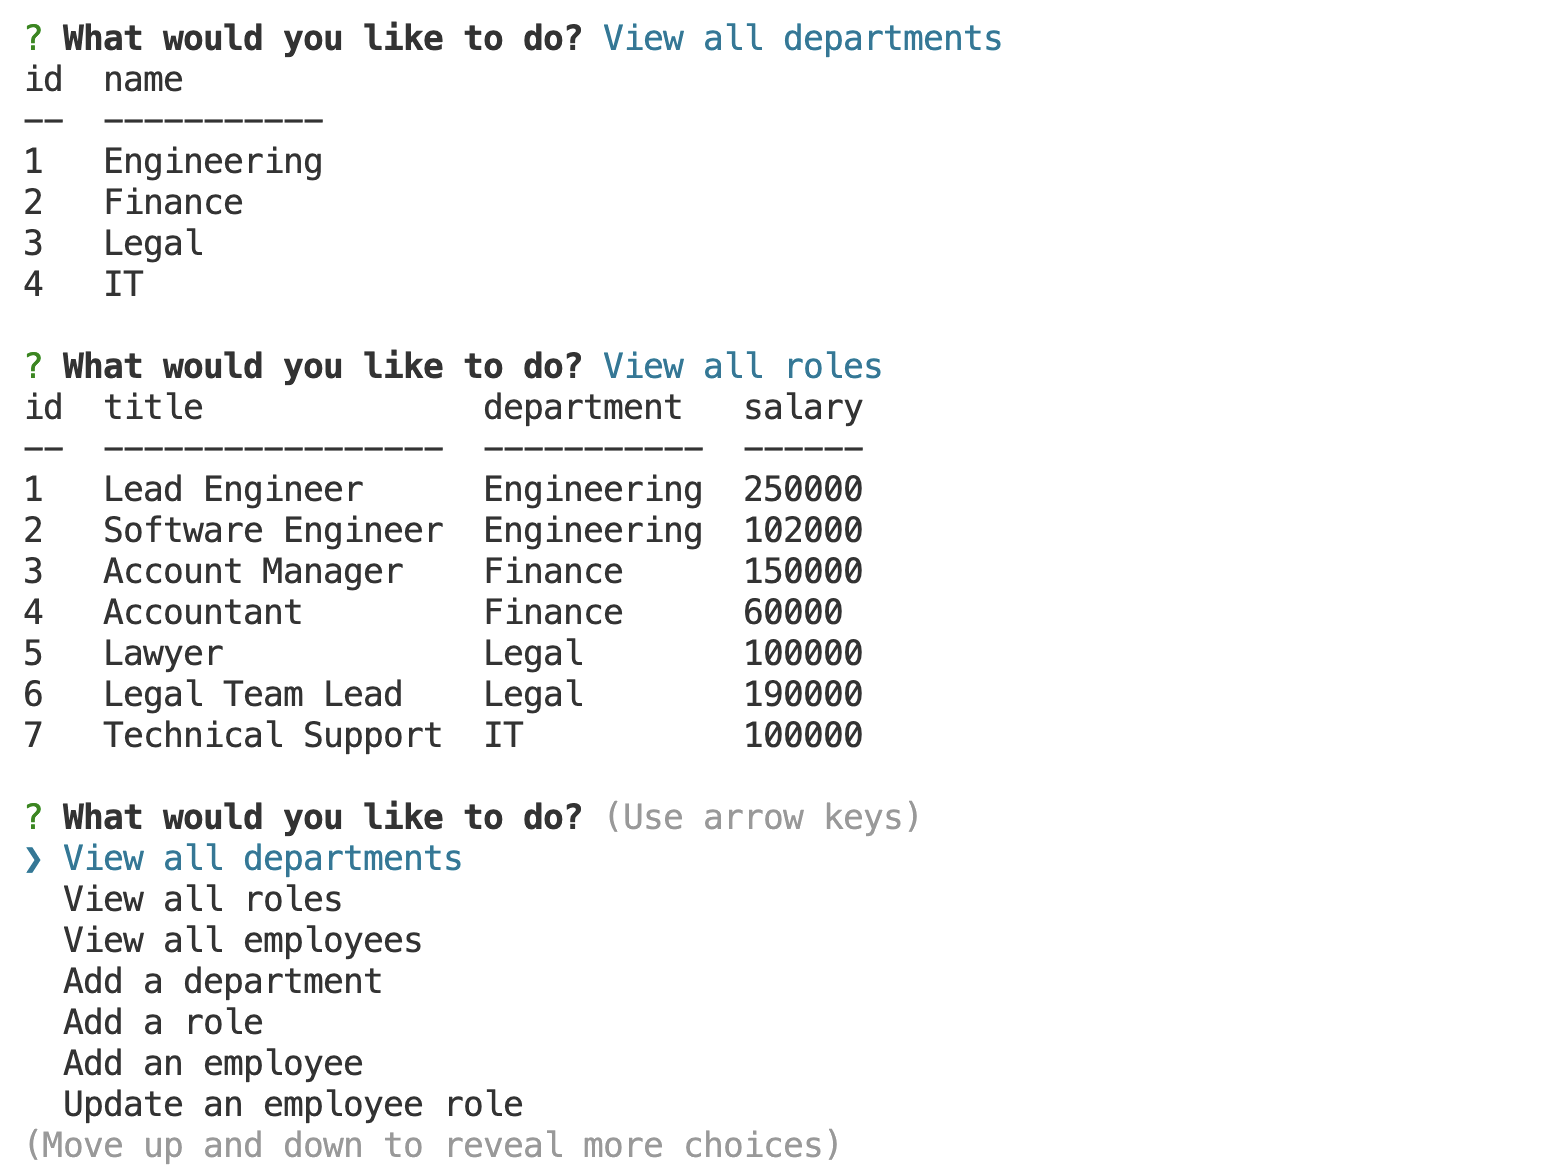 ? What would you like to do? View all departments
id  name
--  -----------
1   Engineering
2   Finance
3   Legal
4   IT
? What would you like to do? View all roles
id  title              department   salary
--  -----------------  -----------  ------
1   Lead Engineer      Engineering  250000
2   Software Engineer  Engineering  102000
3   Account Manager    Finance      150000
4   Accountant         Finance      60000
5   Lawyer             Legal        100000
6   Legal Team Lead    Legal        190000
7   Technical Support  IT           100000
? What would you like to do? (Use arrow keys)
❯ View all departments
  View all roles
  View all employees
  Add a department
  Add a role
  Add an employee
  Update an employee role
(Move up and down to reveal more choices)